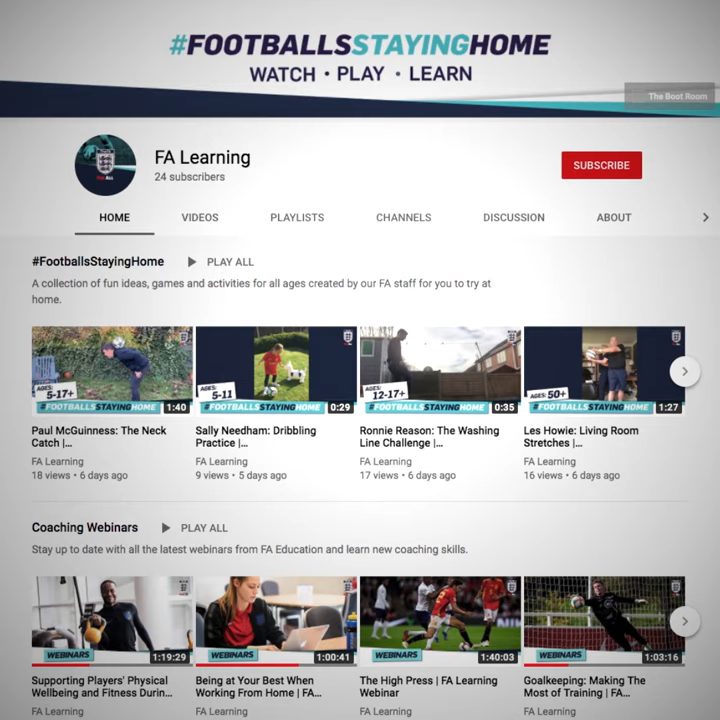 #FOOTBALLSSTAYINGHOME
WATCH • PLAY • LEARN
The Boot Room
FA Learning
24 subscribers
SUBSCRIBE
HOME VIDEOS PLAYLISTS CHANNELS DISCUSSION ABOUT
#FootballsStayingHome PLAY ALL
A collection of fun ideas, games and activities for all ages created by our FA staff for you to try at
home.
AGES: 5-17+
#FOOTBALLSSTAYINGHOME 1:40
AGES: 5-11
#FOOTBALLSSTAYINGHOME 0:29
AGES: 12-17+
#FOOTBALLSSTAYINGHOME 0:35
AGES: 50+
#FOOTBALLSSTAYINGHOME 1:27
Paul McGuinness: The Neck
Catch |...
FA Learning
18 views • 6 days ago
Sally Needham: Dribbling
Practice |...
FA Learning
9 views • 5 days ago
Ronnie Reason: The Washing
Line Challenge |...
FA Learning
17 views • 6 days ago
Les Howie: Living Room
Stretches |...
FA Learning
16 views • 6 days ago
Coaching Webinars PLAY ALL
Stay up to date with all the latest webinars from FA Education and learn new coaching skills.
WEBINARS 1:19:29
WEBINARS 1:00:41
WEBINARS 1:40:03
WEBINARS 1:03:16
Supporting Players' Physical
Wellbeing and Fitness Durin...
FA Learning
Being at Your Best When
Working From Home | FA...
FA Learning
The High Press | FA Learning
Webinar
FA Learning
Goalkeeping: Making The
Most of Training | FA...
FA Learning